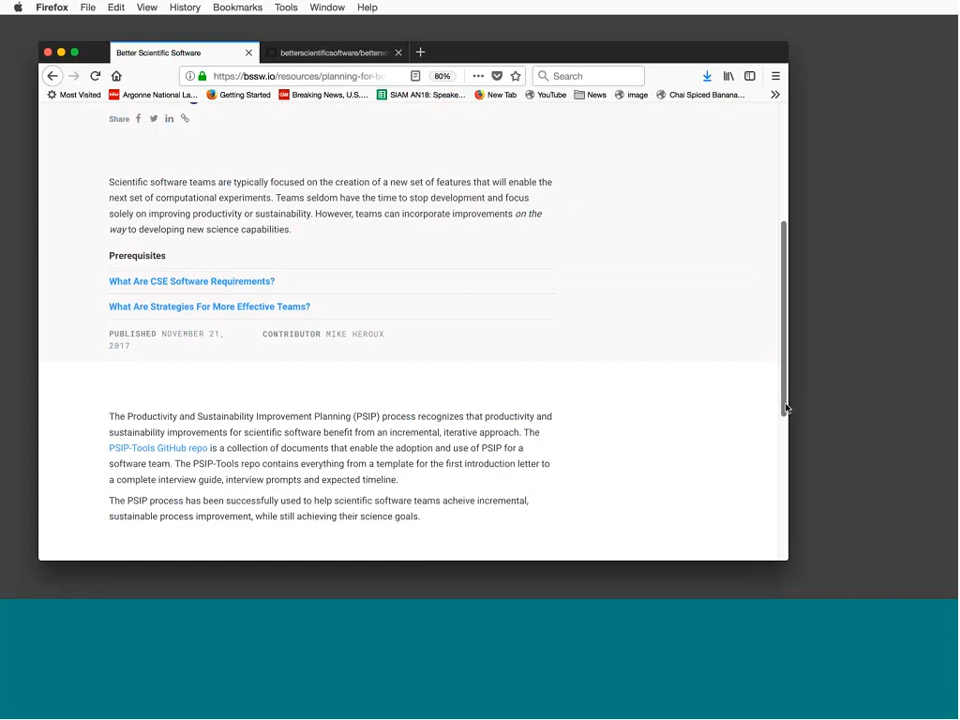 Firefox File Edit View History Bookmarks Tools Window Help
Better Scientific Software betterscientificsoftware/betters
https://bssw.io/resources/planning-for-be 80% Search
Most Visited Argonne National La... Getting Started Breaking News, U.S.... SIAM AN18: Speake... New Tab YouTube News image Chai Spiced Banana...
Share
Scientific software teams are typically focused on the creation of a new set of features that will enable the
next set of computational experiments. Teams seldom have the time to stop development and focus
solely on improving productivity or sustainability. However, teams can incorporate improvements on the
way to developing new science capabilities.
Prerequisites
What Are CSE Software Requirements?
What Are Strategies For More Effective Teams?
PUBLISHED NOVEMBER 21, CONTRIBUTOR MIKE HEROUX
2017
The Productivity and Sustainability Improvement Planning (PSIP) process recognizes that productivity and
sustainability improvements for scientific software benefit from an incremental, iterative approach. The
PSIP-Tools GitHub repo is a collection of documents that enable the adoption and use of PSIP for a
software team. The PSIP-Tools repo contains everything from a template for the first introduction letter to
a complete interview guide, interview prompts and expected timeline.
The PSIP process has been successfully used to help scientific software teams acheive incremental,
sustainable process improvement, while still achieving their science goals.